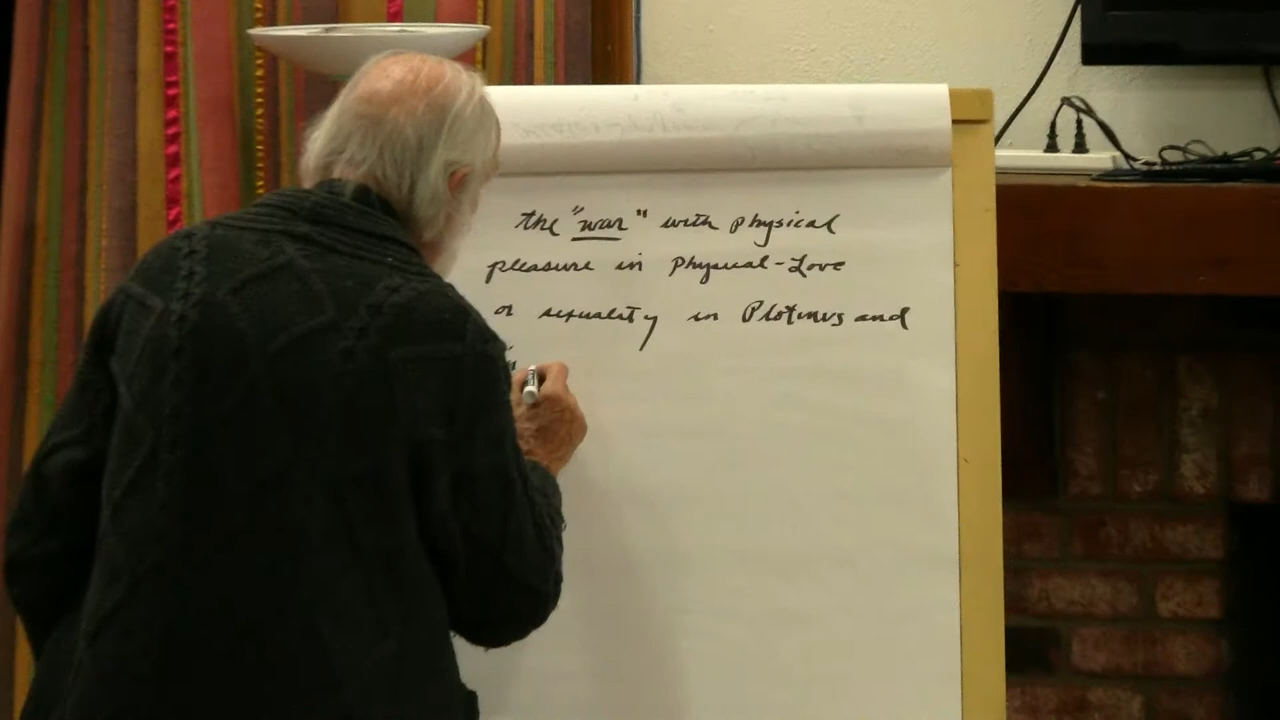 the "war" with physical
pleasure in physical-Love
or sexuality in Plotinus and